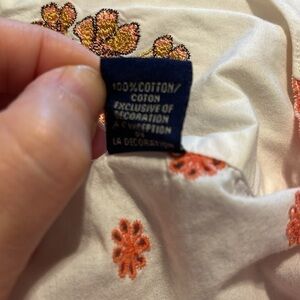 100% COTTON/
COTON
EXCLUSIVE OF
DECORATION
A L'EXCEPTION
DE
LA DECORATION